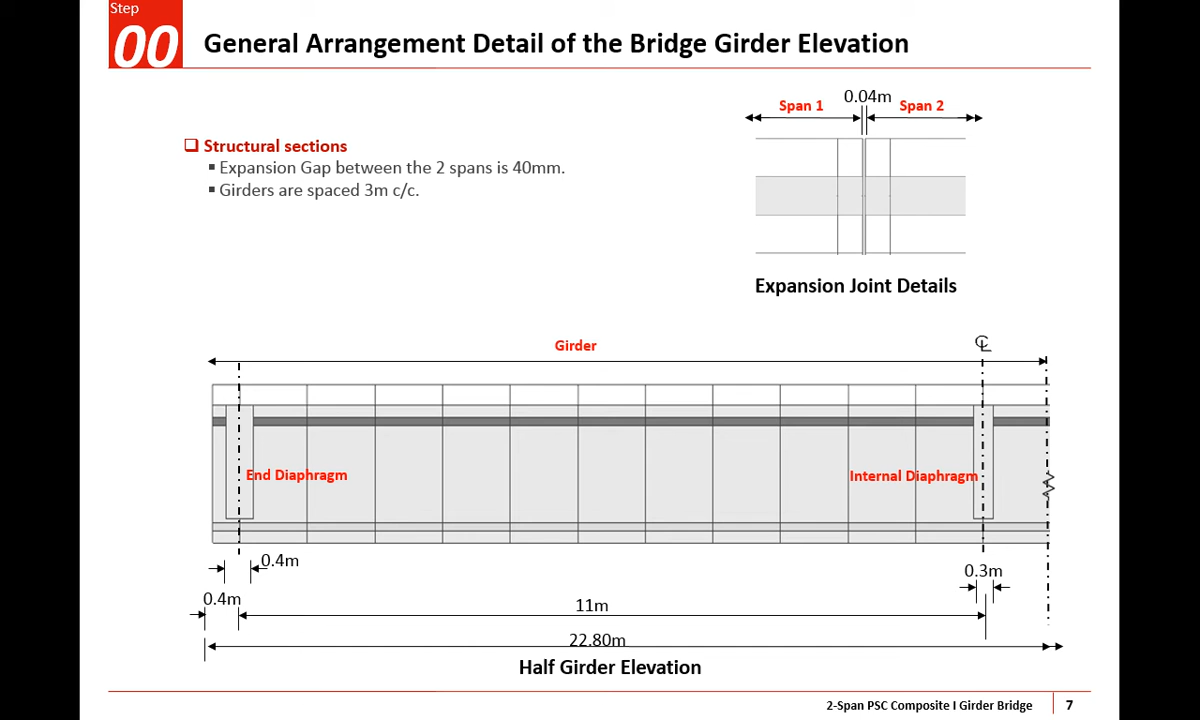 Step
00
General Arrangement Detail of the Bridge Girder Elevation
0.04m
Span 1
Span 2
❑ Structural sections
▪ Expansion Gap between the 2 spans is 40mm.
▪ Girders are spaced 3m c/c.
Expansion Joint Details
Girder
℄
End Diaphragm
Internal Diaphragm
0.4m
0.3m
0.4m
11m
22.80m
Half Girder Elevation
2-Span PSC Composite I Girder Bridge
7